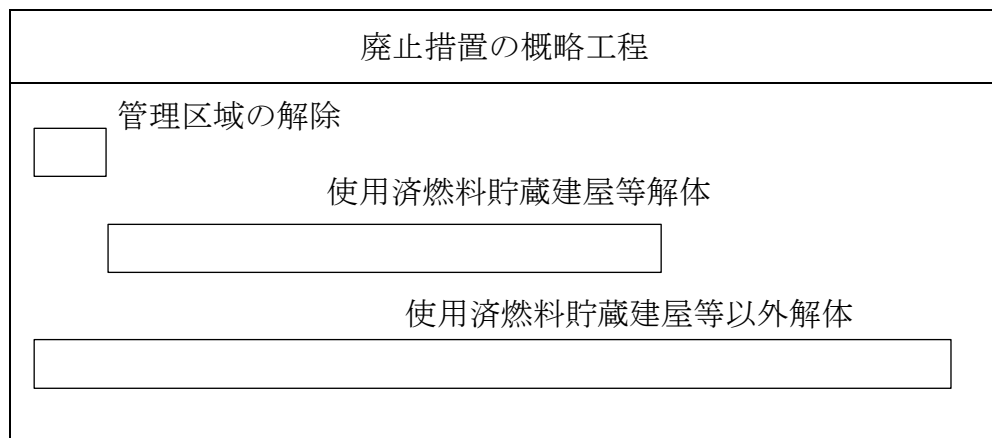 廃止措置の概略工程
管理区域の解除
使用済燃料貯蔵建屋等解体
使用済燃料貯蔵建屋等以外解体